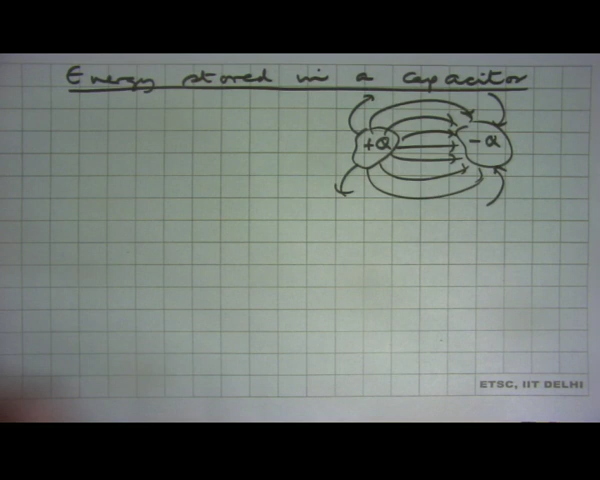 Energy stored in a capacitor
+Q -Q
ETSC, IIT DELHI